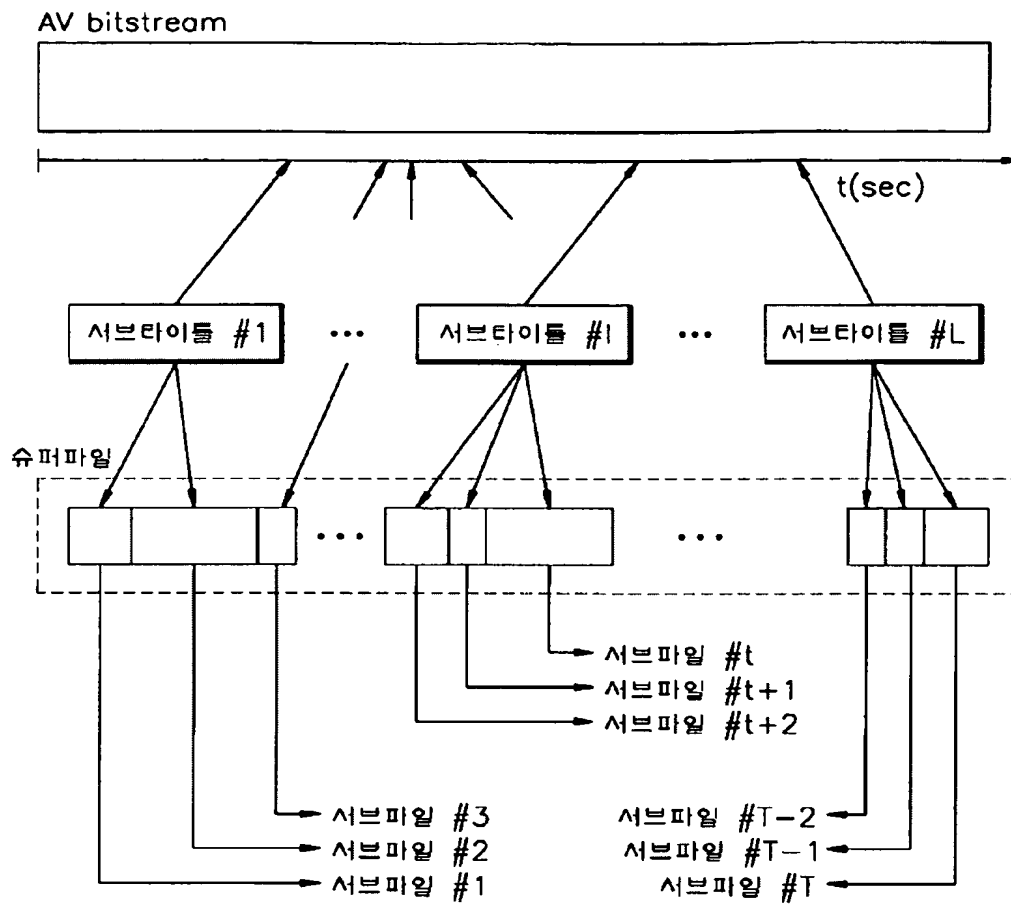 AV bitstream
t(sec)
서브타이틀 #1
...
서브타이틀 #l
...
서브타이틀 #L
슈퍼파일
...
...
서브파일 #t
서브파일 #t+1
서브파일 #t+2
서브파일 #3
서브파일 #2
서브파일 #1
서브파일 #T-2
서브파일 #T-1
서브파일 #T